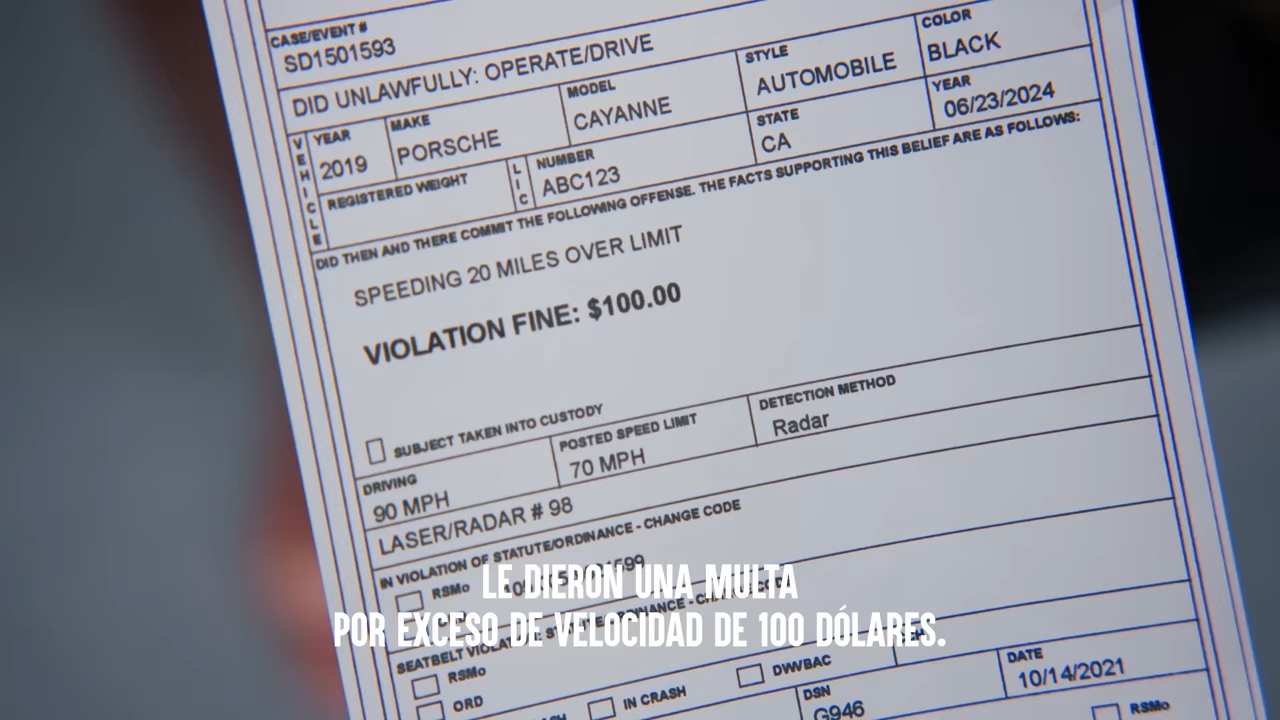 CASE/EVENT #
SD1501593
DID UNLAWFULLY: OPERATE/DRIVE
VEHICLE
YEAR
2019
MAKE
PORSCHE
MODEL
CAYANNE
STYLE
AUTOMOBILE
COLOR
BLACK
REGISTERED WEIGHT
LIC
NUMBER
ABC123
STATE
CA
YEAR
06/23/2024
DID THEN AND THERE COMMIT THE FOLLOWING OFFENSE. THE FACTS SUPPORTING THIS BELIEF ARE AS FOLLOWS:
SPEEDING 20 MILES OVER LIMIT
VIOLATION FINE: $100.00
SUBJECT TAKEN INTO CUSTODY
DRIVING
90 MPH
POSTED SPEED LIMIT
70 MPH
DETECTION METHOD
Radar
LASER/RADAR # 98
IN VIOLATION OF STATUTE/ORDINANCE - CHANGE CODE
RSMo
LE DIERON UNA MULTA
POR EXCESO DE VELOCIDAD DE 100 DÓLARES.
SEATBELT
RSMo
ORD
IN CRASH
DWI/BAC
DSN
G946
DATE
10/14/2021
RSMo